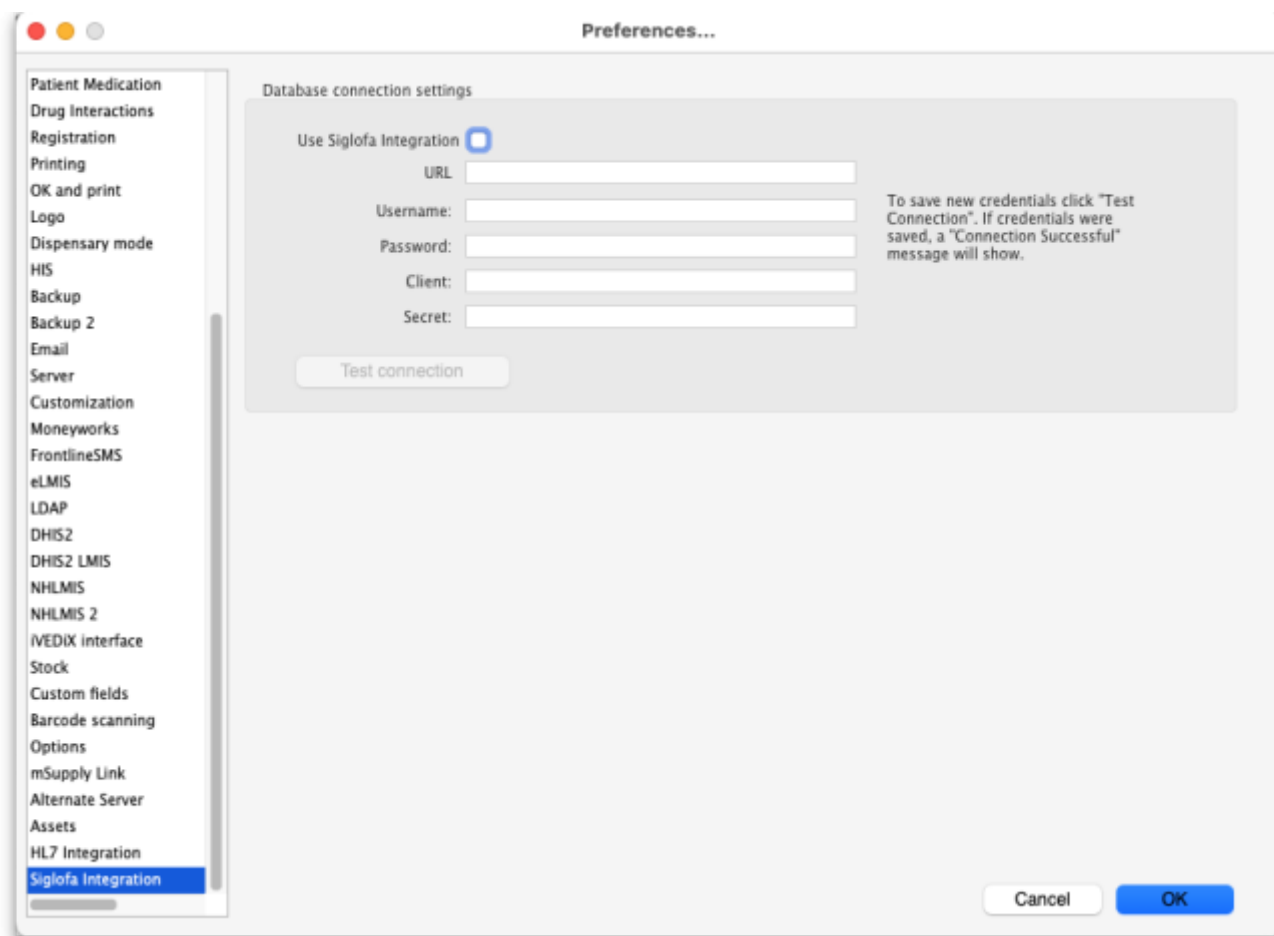 Preferences...
Patient Medication
Drug Interactions
Registration
Printing
OK and print
Logo
Dispensary mode
HIS
Backup
Backup 2
Email
Server
Customization
Moneyworks
FrontlineSMS
eLMIS
LDAP
DHIS2
DHIS2 LMIS
NHLMIS
NHLMIS 2
iVEDiX interface
Stock
Custom fields
Barcode scanning
Options
mSupply Link
Alternate Server
Assets
HL7 Integration
Siglofa Integration
Database connection settings
Use Siglofa Integration
URL
Username:
Password:
Client:
Secret:
To save new credentials click "Test
Connection". If credentials were
saved, a "Connection Successful"
message will show.
Test connection
Cancel
OK